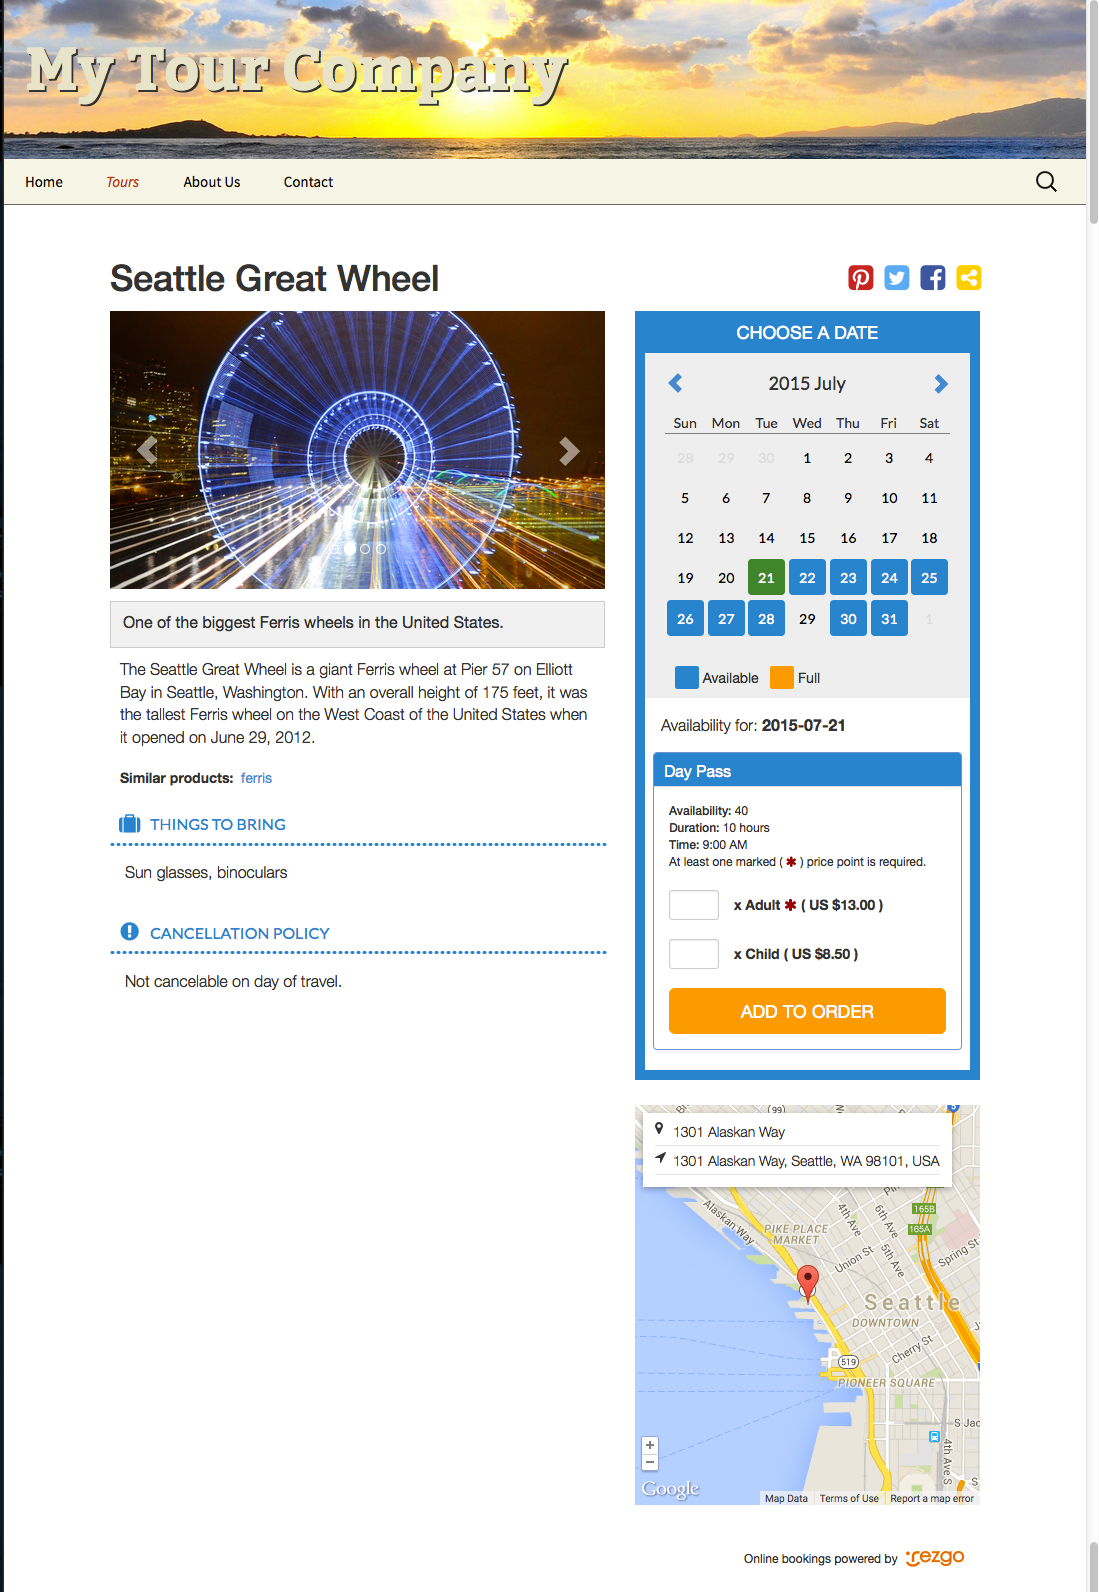 My Tour Company
Home Tours About Us Contact
Seattle Great Wheel
One of the biggest Ferris wheels in the United States.
The Seattle Great Wheel is a giant Ferris wheel at Pier 57 on Elliott
Bay in Seattle, Washington. With an overall height of 175 feet, it was
the tallest Ferris wheel on the West Coast of the United States when
it opened on June 29, 2012.
Similar products: ferris
THINGS TO BRING
Sun glasses, binoculars
CANCELLATION POLICY
Not cancelable on day of travel.
CHOOSE A DATE
2015 July
Sun Mon Tue Wed Thu Fri Sat
28 29 30 1 2 3 4
5 6 7 8 9 10 11
12 13 14 15 16 17 18
19 20 21 22 23 24 25
26 27 28 29 30 31 1
Available Full
Availability for: 2015-07-21
Day Pass
Availability: 40
Duration: 10 hours
Time: 9:00 AM
At least one marked ( ✱ ) price point is required.
x Adult ✱ ( US $13.00 )
x Child ( US $8.50 )
ADD TO ORDER
99
1301 Alaskan Way
1301 Alaskan Way, Seattle, WA 98101, USA
Alaskan Way
PIKE PLACE
MARKET
4th Ave
6th Ave
165B
165A
Union St
5th Ave
Spring St
Seattle
DOWNTOWN
Cherry St
519
PIONEER SQUARE
S Jac
4th Ave S
+
−
Google
Map Data Terms of Use Report a map error
Online bookings powered by rezgo